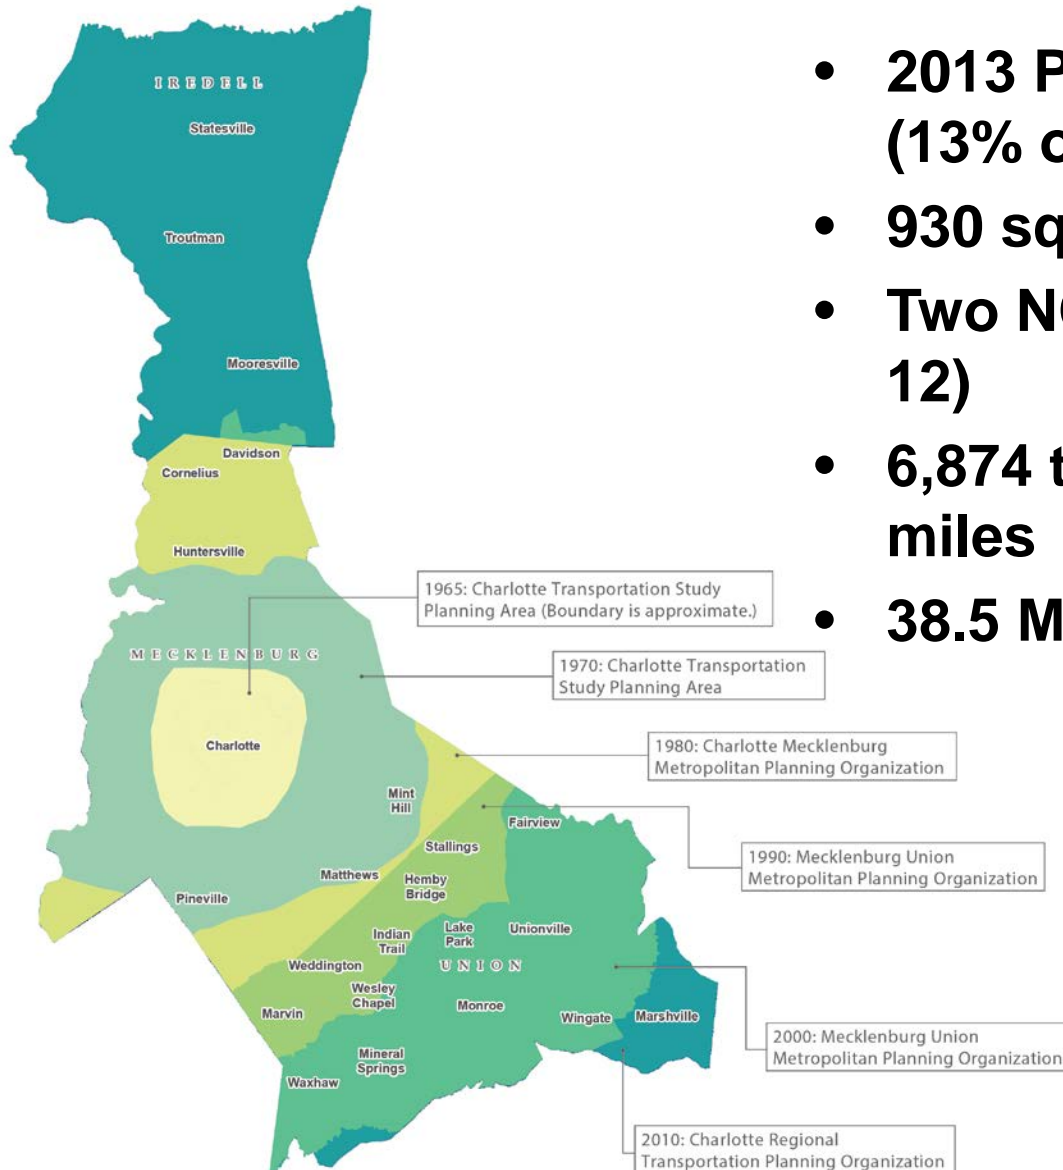 • 2013 P
(13% o
• 930 sq
• Two N
12)
• 6,874 t
miles
• 38.5 M
IREDELL
Statesville
Troutman
Mooresville
Davidson
Cornelius
Huntersville
1965: Charlotte Transportation Study
Planning Area (Boundary is approximate.)
MECKLENBURG
1970: Charlotte Transportation
Study Planning Area
Charlotte
1980: Charlotte Mecklenburg
Metropolitan Planning Organization
Mint
Hill
Fairview
Stallings
1990: Mecklenburg Union
Metropolitan Planning Organization
Matthews
Hemby
Bridge
Pineville
Indian
Trail
Lake
Park
Unionville
Weddington
UNION
Wesley
Chapel
Marvin
Monroe
Wingate
Marshville
2000: Mecklenburg Union
Metropolitan Planning Organization
Mineral
Springs
Waxhaw
2010: Charlotte Regional
Transportation Planning Organization